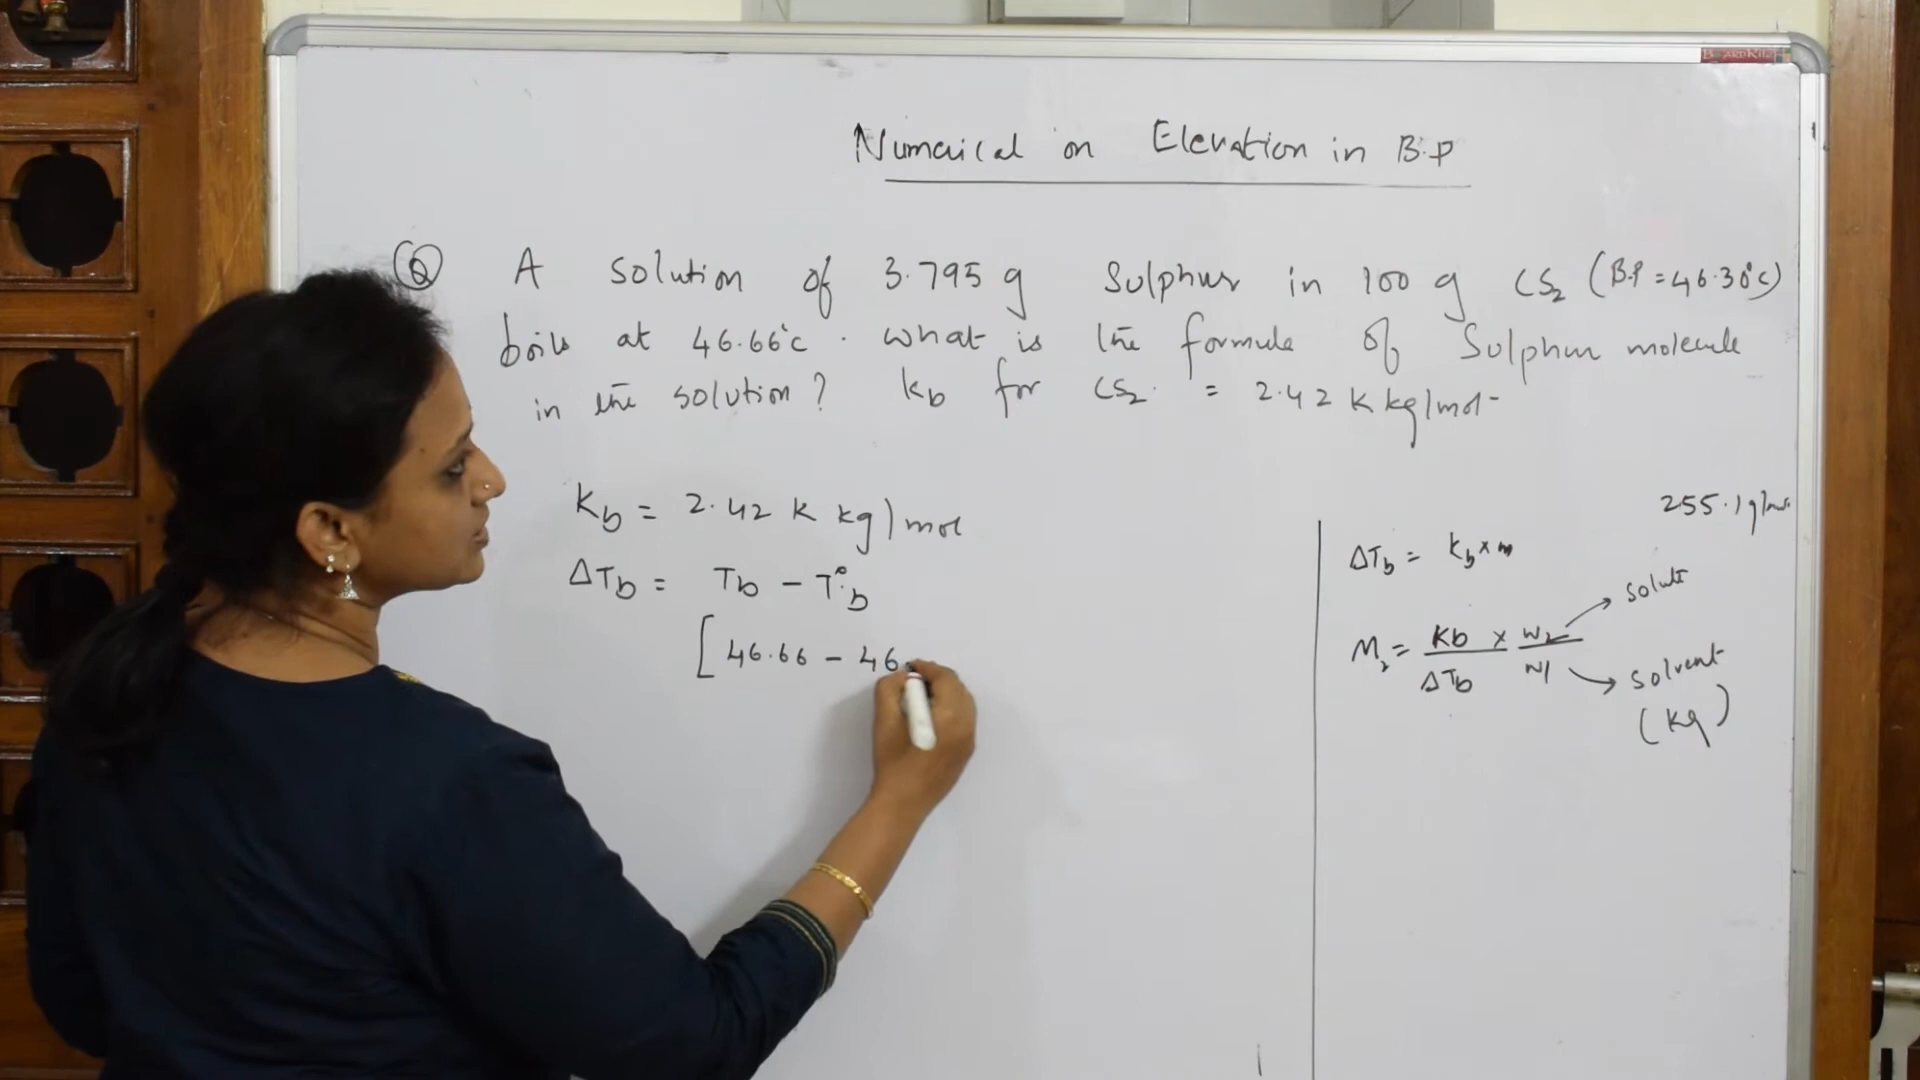 Numerical on Elevation in B.P
Q A solution of 3.795 g Sulphur in 100 g CS₂ (B.P = 46.30°C)
boils at 46.66°c. what is the formula of Sulphur molecule
in the solution? Kb for CS₂ = 2.42 K kg/mol-
Kb = 2.42 K kg/mol
ΔTb = Tb - T°b
[46.66 - 46.
255.1g/mol
ΔTb = Kb × m
M₂ = Kb/ΔTb × W₂/W1
solute
solvent
(kg)